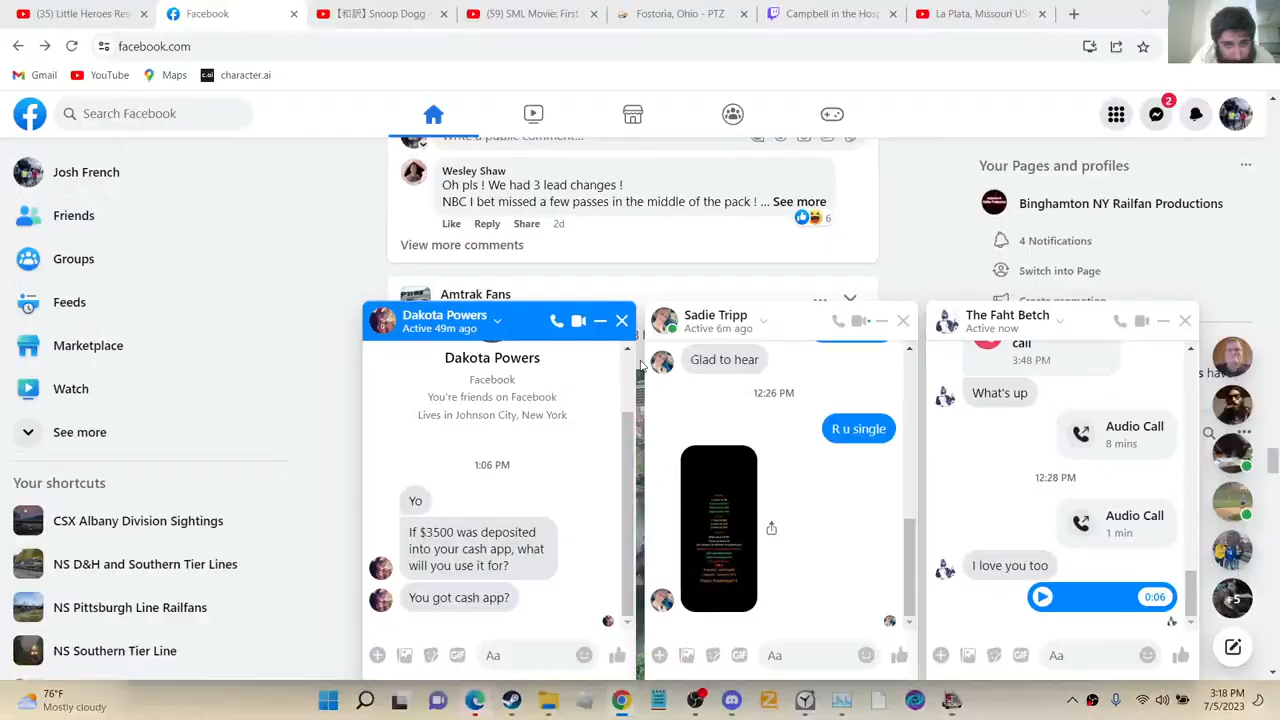 Little Heroes Res
Facebook
【和訳】Snoop Dogg
(59) SML Movie: First
Fostoria, Ohio - PTZ
Campbell in the Hosp
La Plata, Missouri US
facebook.com
Gmail
YouTube
Maps
c.ai
character.ai
Search Facebook
2
Josh French
Friends
Groups
Feeds
Marketplace
Watch
See more
Your shortcuts
CSX Albany Division Sightings
NS D&H and Southern Tier Lines
NS Pittsburgh Line Railfans
NS Southern Tier Line
Write a public comment...
Wesley Shaw
Oh pls ! We had 3 lead changes !
NBC I bet missed a few passes in the middle of the pack ! ... See more
6
Like Reply Share 2d
View more comments
Amtrak Fans
Your Pages and profiles
Binghamton NY Railfan Productions
4 Notifications
Switch into Page
Create promotion
+5
Dakota Powers
Active 49m ago
Dakota Powers
Facebook
You're friends on Facebook
Lives in Johnson City, New York
1:06 PM
Yo
If
was deposited
in your cash app, what
will you use it for?
You got cash app?
Aa
Sadie Tripp
Active 6m ago
Glad to hear
12:26 PM
R u single
Aa
The Faht Betch
Active now
call
3:48 PM
What's up
Audio Call
8 mins
12:28 PM
Audio Call
1 min
I love you too
0:06
Aa
76°F
Mostly cloudy
3:18 PM
7/5/2023